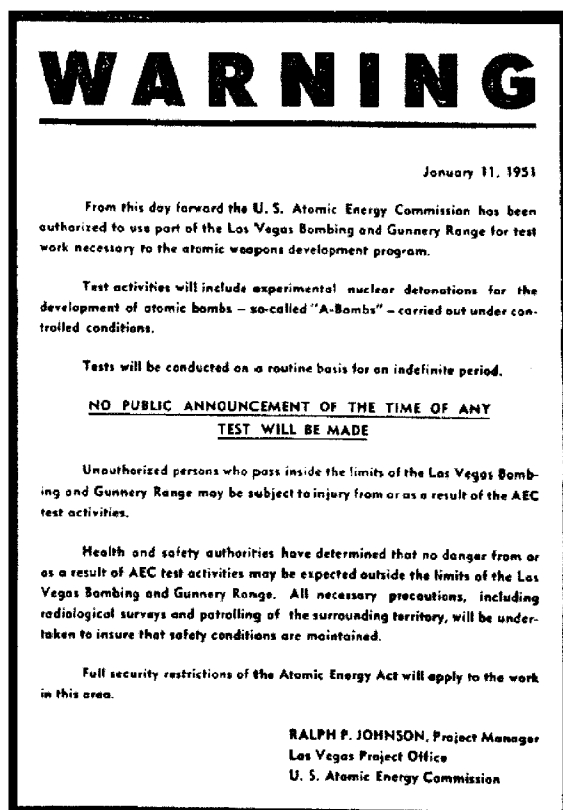 WARNING
January 11, 1951
From this day forward the U. S. Atomic Energy Commission has been
authorized to use part of the Las Vegas Bombing and Gunnery Range for test
work necessary to the atomic weapons development program.
Test activities will include experimental nuclear detonations for the
development of atomic bombs – so-called "A-Bombs" – carried out under con-
trolled conditions.
Tests will be conducted on a routine basis for an indefinite period.
NO PUBLIC ANNOUNCEMENT OF THE TIME OF ANY
TEST WILL BE MADE
Unauthorized persons who pass inside the limits of the Las Vegas Bomb-
ing and Gunnery Range may be subject to injury from or as a result of the AEC
test activities.
Health and safety authorities have determined that no danger from or
as a result of AEC test activities may be expected outside the limits of the Las
Vegas Bombing and Gunnery Range. All necessary precautions, including
radiological surveys and patrolling of the surrounding territory, will be under-
taken to insure that safety conditions are maintained.
Full security restrictions of the Atomic Energy Act will apply to the work
in this area.
RALPH P. JOHNSON, Project Manager
Las Vegas Project Office
U. S. Atomic Energy Commission